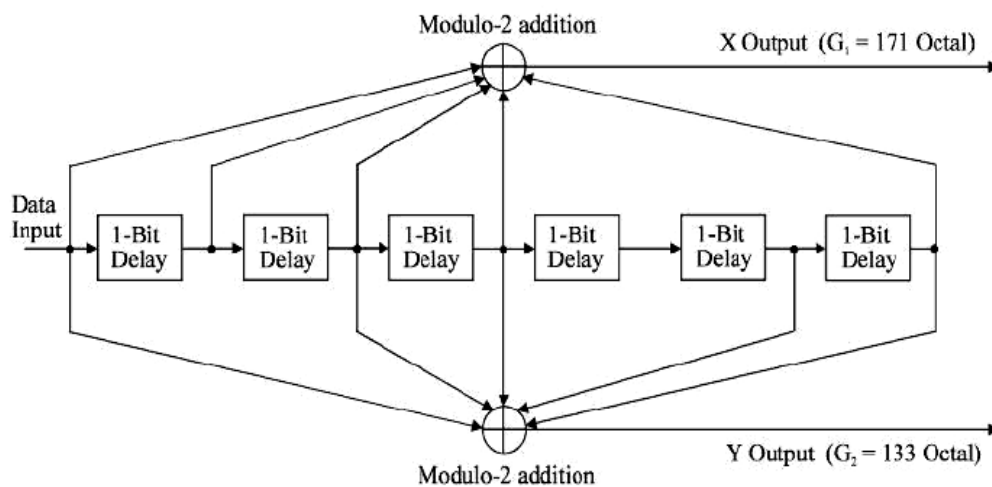 Modulo-2 addition
X Output (G₁ = 171 Octal)
Data
Input
1-Bit
Delay
1-Bit
Delay
1-Bit
Delay
1-Bit
Delay
1-Bit
Delay
1-Bit
Delay
Y Output (G₂ = 133 Octal)
Modulo-2 addition